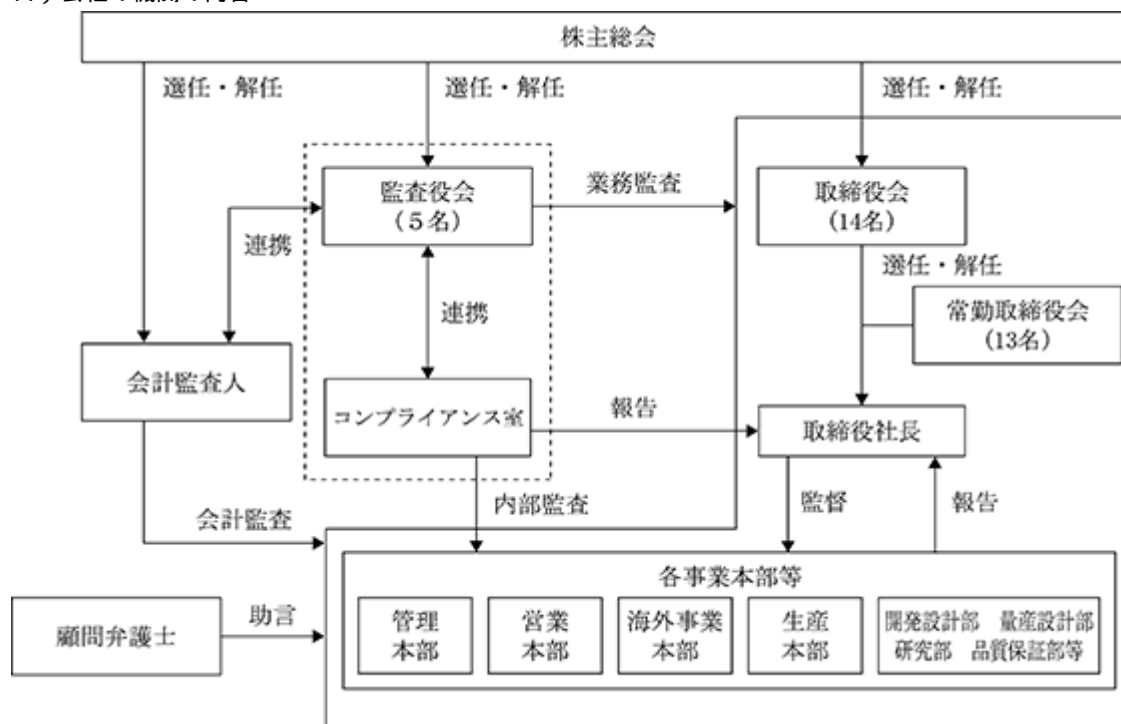 株主総会
選任・解任
選任・解任
選任・解任
監査役会
(5名)
業務監査
取締役会
(14名)
連携
選任・解任
連携
常勤取締役会
(13名)
会計監査人
コンプライアンス室
報告
取締役社長
内部監査
監督
報告
会計監査
各事業本部等
顧問弁護士
助言
管理
本部
営業
本部
海外事業
本部
生産
本部
開発設計部 量産設計部
研究部 品質保証部等